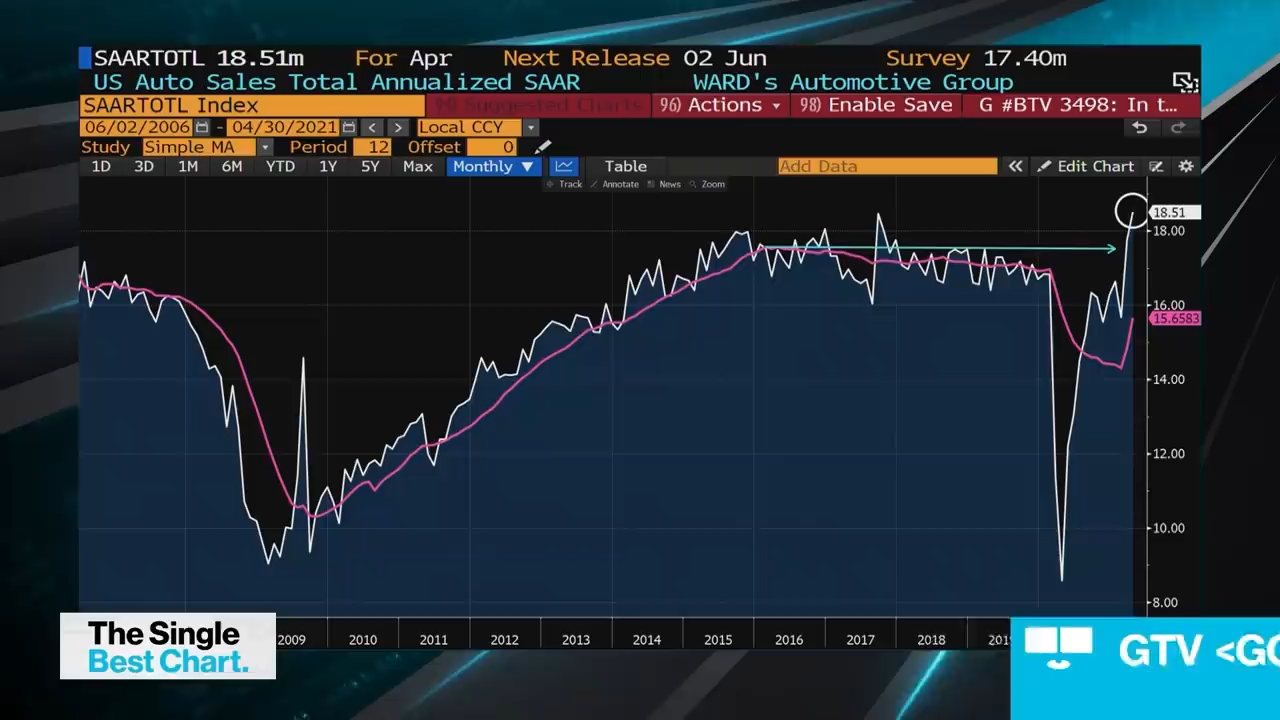 SAARTOTL 18.51m For Apr Next Release 02 Jun Survey 17.40m
US Auto Sales Total Annualized SAAR WARD's Automotive Group
SAARTOTL Index 90 Suggested Charts 96) Actions 98) Enable Save G #BTV 3498: In t...
06/02/2006 - 04/30/2021 < > Local CCY
Study Simple MA Period 12 Offset 0
1D 3D 1M 6M YTD 1Y 5Y Max Monthly ▼ Table Add Data « Edit Chart
Track Annotate News Zoom
18.51
18.00
16.00
15.6583
14.00
12.00
10.00
8.00
2009 2010 2011 2012 2013 2014 2015 2016 2017 2018 2019
The Single
Best Chart.
GTV <GO